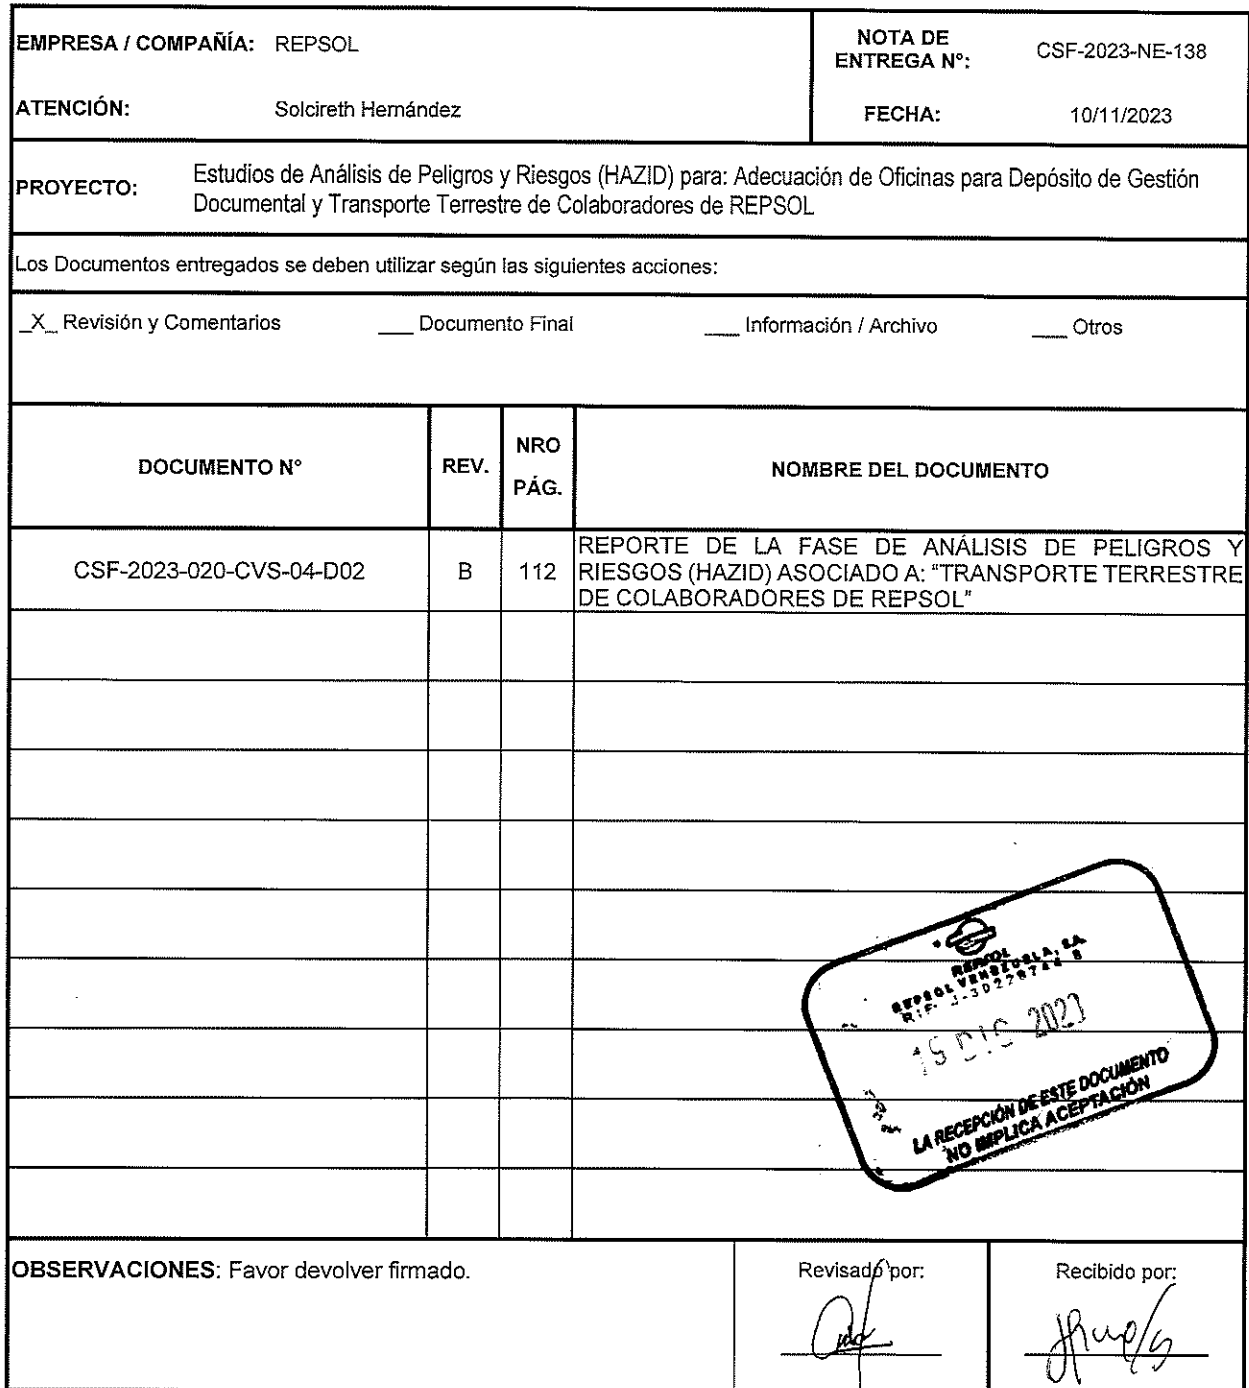 EMPRESA / COMPAÑÍA: REPSOL
NOTA DE
ENTREGA N°: CSF-2023-NE-138
ATENCIÓN: Solcireth Hernández
FECHA: 10/11/2023
PROYECTO: Estudios de Análisis de Peligros y Riesgos (HAZID) para: Adecuación de Oficinas para Depósito de Gestión
Documental y Transporte Terrestre de Colaboradores de REPSOL
Los Documentos entregados se deben utilizar según las siguientes acciones:
_X_ Revisión y Comentarios ___ Documento Final ___ Información / Archivo ___ Otros
DOCUMENTO N° REV. NRO PÁG. NOMBRE DEL DOCUMENTO
CSF-2023-020-CVS-04-D02 B 112 REPORTE DE LA FASE DE ANÁLISIS DE PELIGROS Y
RIESGOS (HAZID) ASOCIADO A: "TRANSPORTE TERRESTRE
DE COLABORADORES DE REPSOL"
REPSOL
REPSOL VENEZUELA, S.A.
RIF:
DIC 2023
LA RECEPCIÓN DE ESTE DOCUMENTO
NO IMPLICA ACEPTACIÓN
OBSERVACIONES: Favor devolver firmado.
Revisado por:
Recibido por: